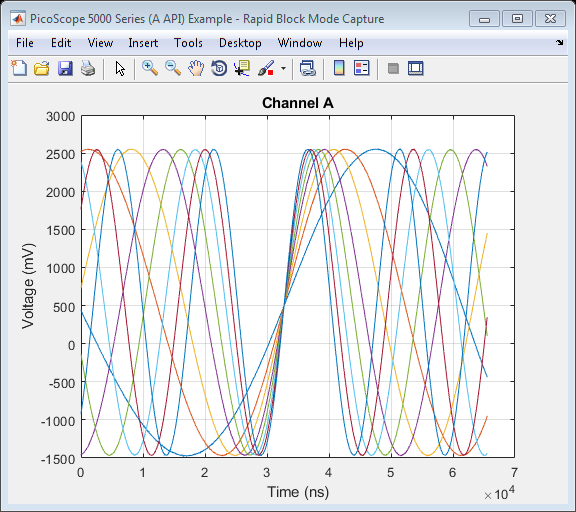 PicoScope 5000 Series (A API) Example - Rapid Block Mode Capture
File Edit View Insert Tools Desktop Window Help
Channel A
3000
2500
2000
1500
1000
500
0
-500
-1000
-1500
Voltage (mV)
0 1 2 3 4 5 6 7
Time (ns)
×10^4